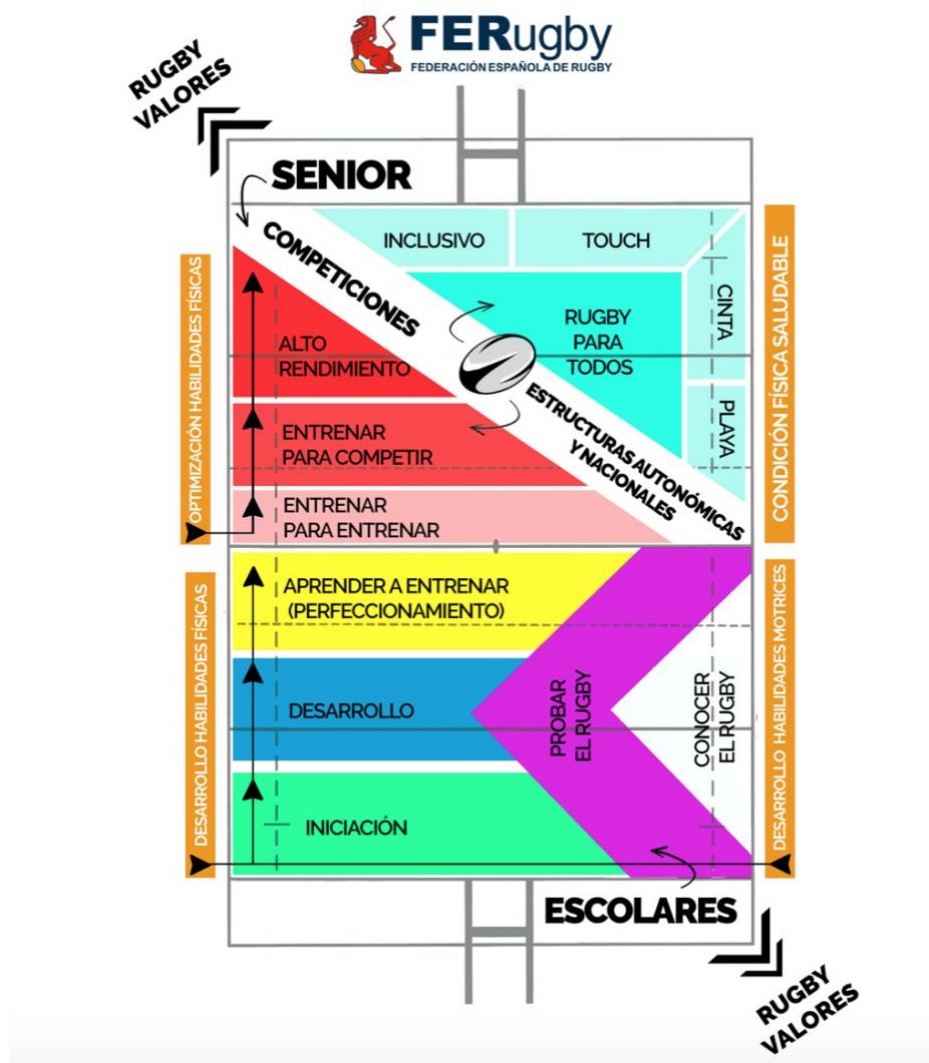 FERugby
FEDERACIÓN ESPAÑOLA DE RUGBY
RUGBY
VALORES
SENIOR
COMPETICIONES
ESTRUCTURAS AUTONÓMICAS
Y NACIONALES
INCLUSIVO
TOUCH
CINTA
PLAYA
RUGBY
PARA
TODOS
CONDICIÓN FÍSICA SALUDABLE
OPTIMIZACIÓN HABILIDADES FÍSICAS
ALTO
RENDIMIENTO
ENTRENAR
PARA COMPETIR
ENTRENAR
PARA ENTRENAR
APRENDER A ENTRENAR
(PERFECCIONAMIENTO)
DESARROLLO
INICIACIÓN
DESARROLLO HABILIDADES FÍSICAS
PROBAR
EL RUGBY
CONOCER
EL RUGBY
DESARROLLO HABILIDADES MOTRICES
ESCOLARES
RUGBY
VALORES